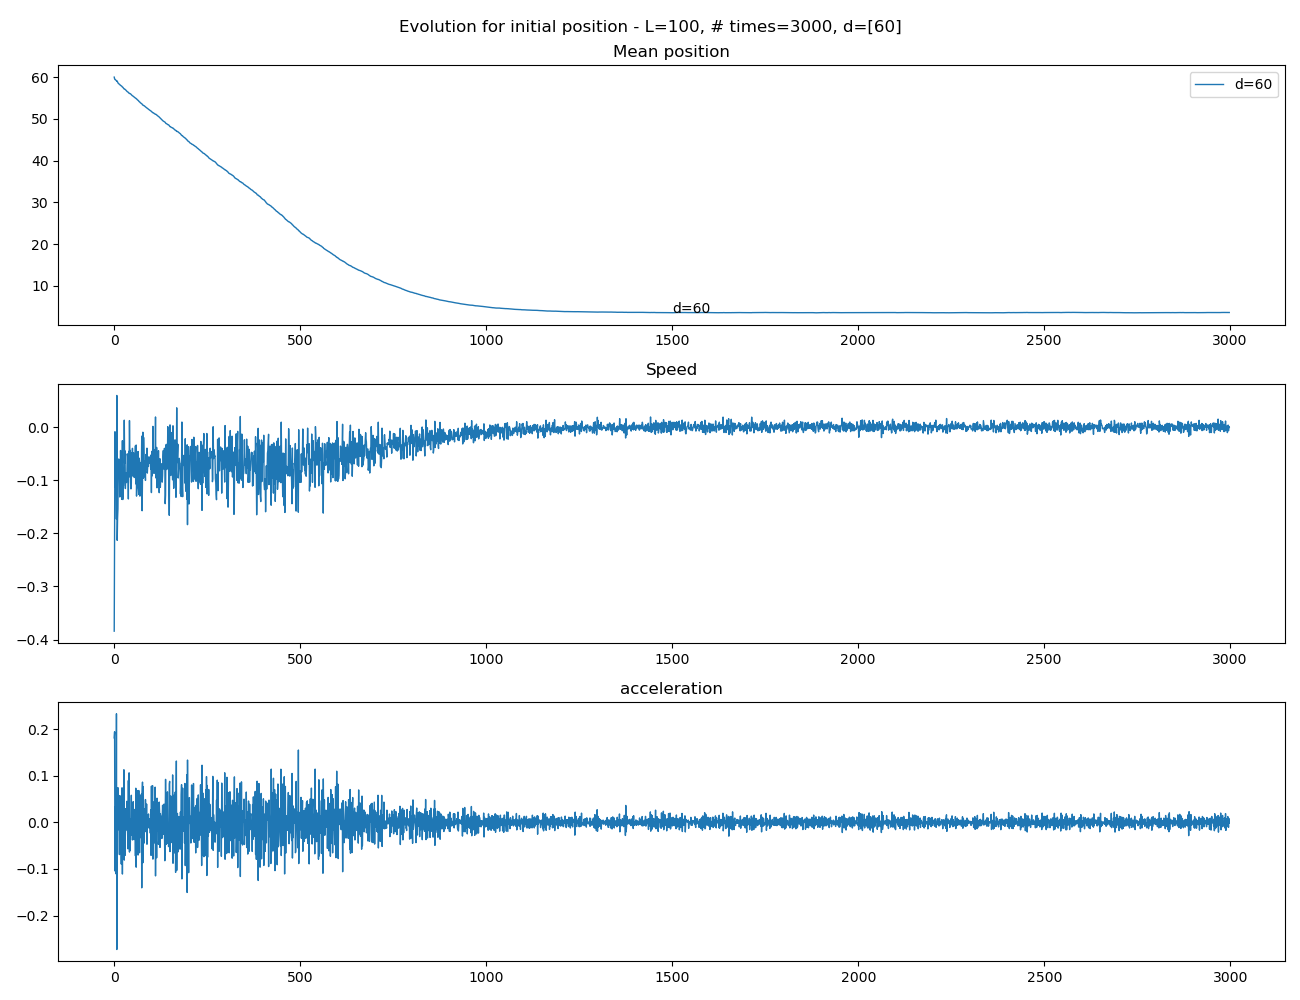 Evolution for initial position - L=100, # times=3000, d=[60]
Mean position
60
50
40
30
20
10
d=60
d=60
0 500 1000 1500 2000 2500 3000
Speed
0.0
−0.1
−0.2
−0.3
−0.4
0 500 1000 1500 2000 2500 3000
acceleration
0.2
0.1
0.0
−0.1
−0.2
0 500 1000 1500 2000 2500 3000